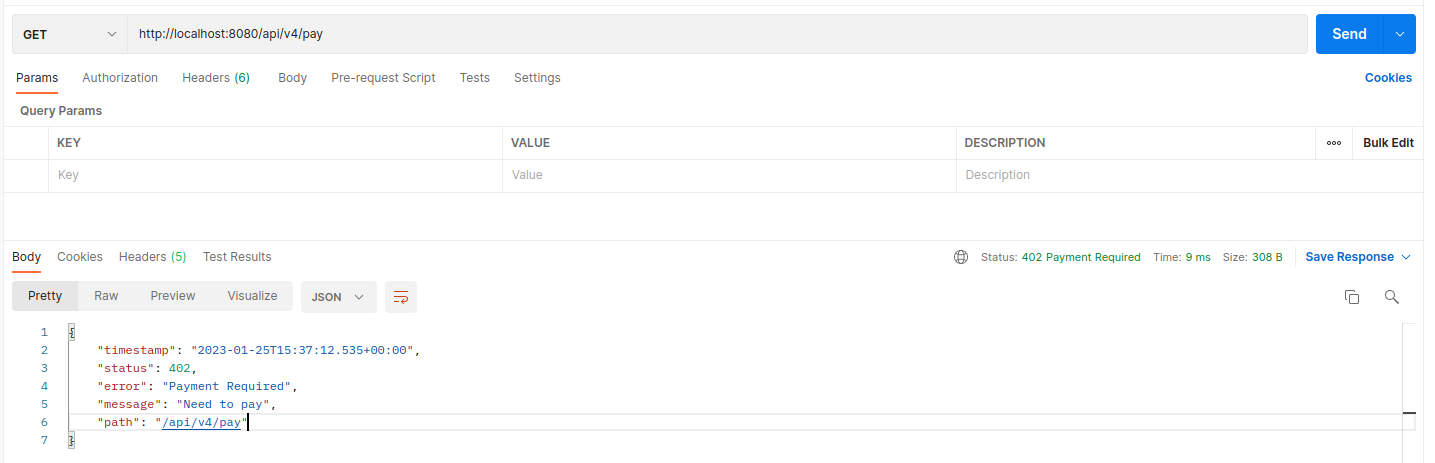 GET http://localhost:8080/api/v4/pay Send
Params Authorization Headers (6) Body Pre-request Script Tests Settings Cookies
Query Params
KEY VALUE DESCRIPTION ooo Bulk Edit
Key Value Description
Body Cookies Headers (5) Test Results Status: 402 Payment Required Time: 9 ms Size: 308 B Save Response
Pretty Raw Preview Visualize JSON
1 {
2 "timestamp": "2023-01-25T15:37:12.535+00:00",
3 "status": 402,
4 "error": "Payment Required",
5 "message": "Need to pay",
6 "path": "/api/v4/pay"
7 }